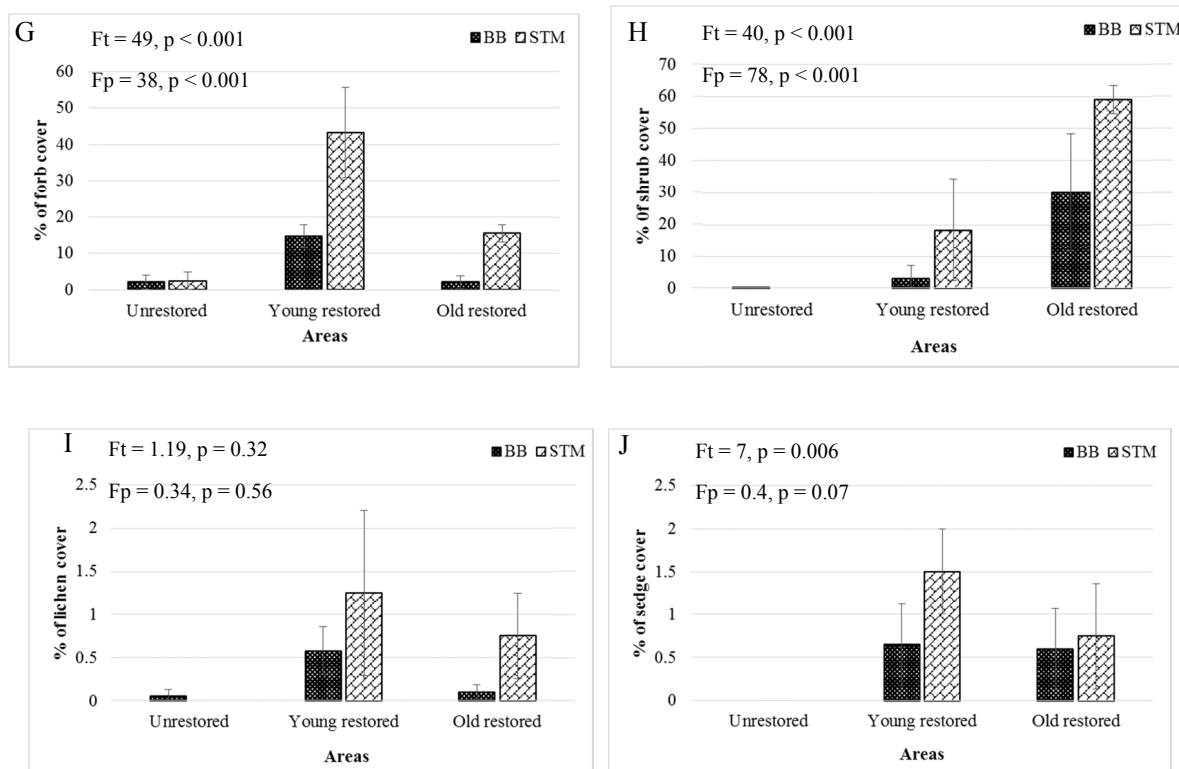 G
Ft = 49, p < 0.001
Fp = 38, p < 0.001
BB STM
% of forb cover
60
50
40
30
20
10
0
Unrestored Young restored Old restored
Areas
H
Ft = 40, p < 0.001
Fp = 78, p < 0.001
BB STM
% 0f shrub cover
70
60
50
40
30
20
10
0
Unrestored Young restored Old restored
Areas
I
Ft = 1.19, p = 0.32
Fp = 0.34, p = 0.56
BB STM
% of lichen cover
2.5
2
1.5
1
0.5
0
Unrestored Young restored Old restored
Areas
J
Ft = 7, p = 0.006
Fp = 0.4, p = 0.07
BB STM
% of sedge cover
2.5
2
1.5
1
0.5
0
Unrestored Young restored Old restored
Areas